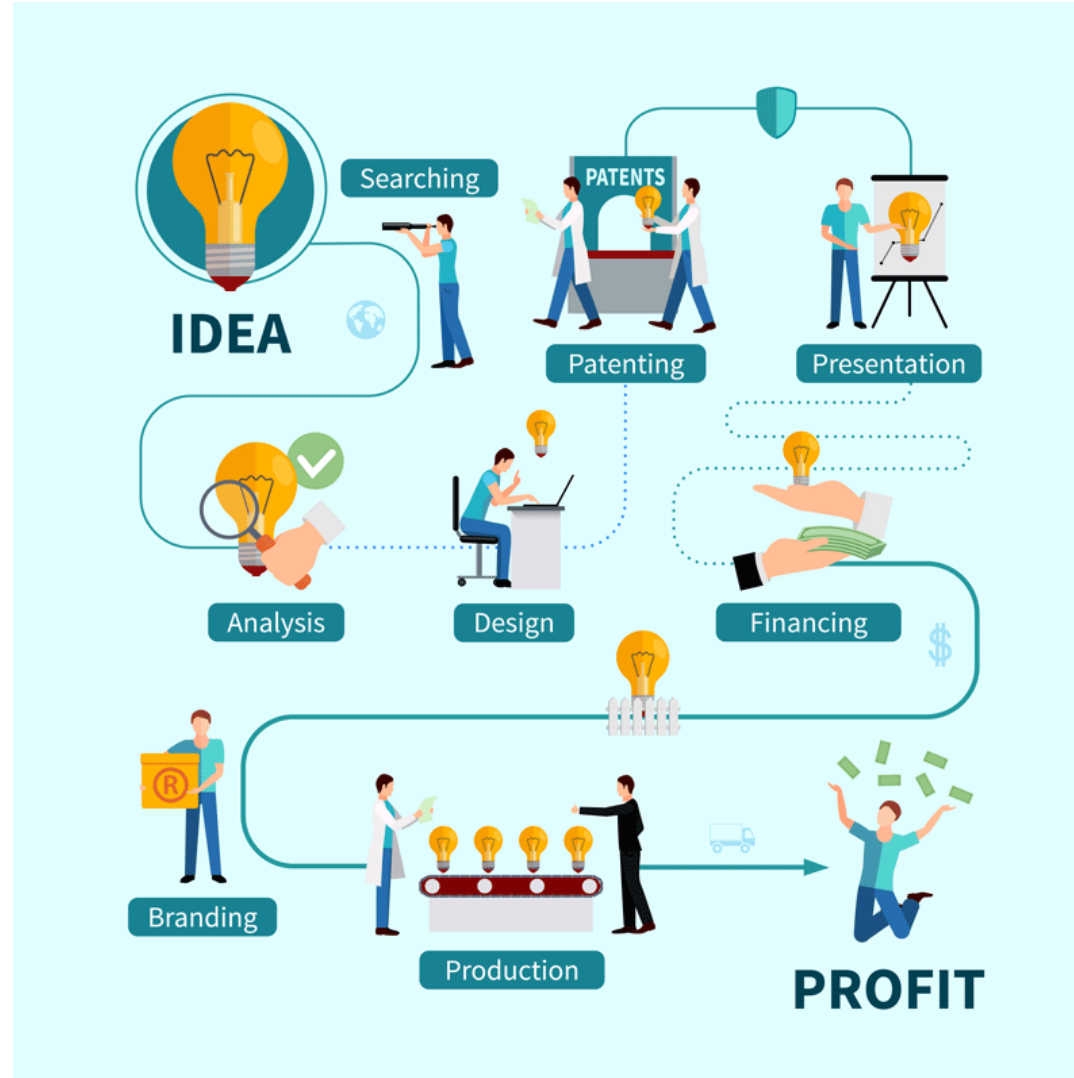 IDEA
Searching
PATENTS
Patenting
Presentation
Analysis
Design
Financing
$
R
Branding
Production
PROFIT